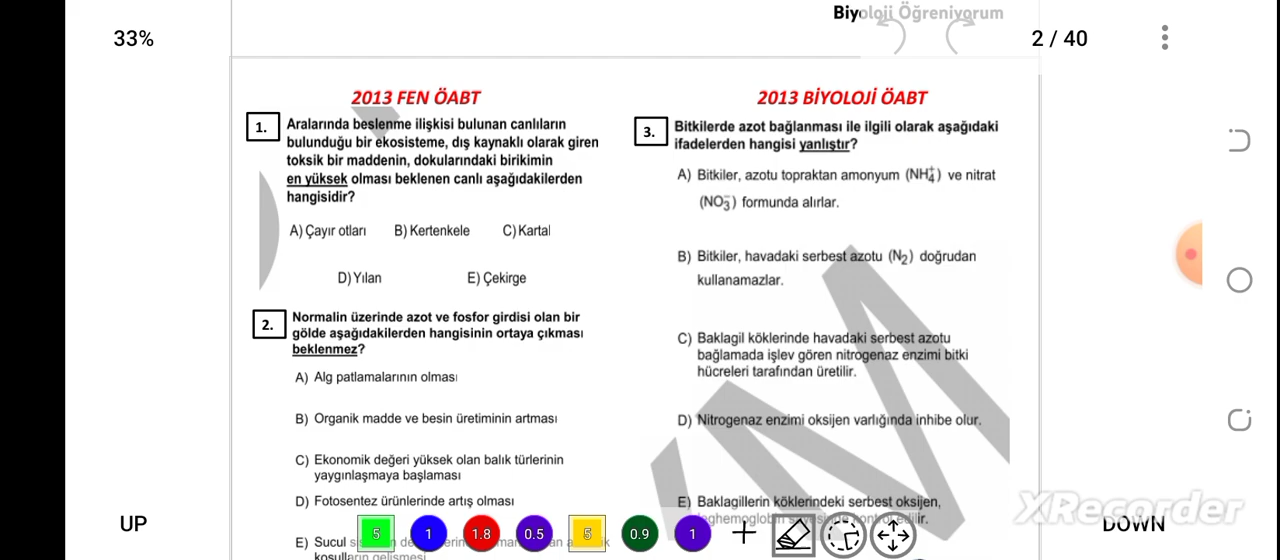 Biyoloji Öğreniyorum
33%
2 / 40
2013 FEN ÖABT
1. Aralarında beslenme ilişkisi bulunan canlıların
bulunduğu bir ekosisteme, dış kaynaklı olarak giren
toksik bir maddenin, dokularındaki birikimin
en yüksek olması beklenen canlı aşağıdakilerden
hangisidir?
A) Çayır otları B) Kertenkele C) Kartal
D) Yılan E) Çekirge
2. Normalin üzerinde azot ve fosfor girdisi olan bir
gölde aşağıdakilerden hangisinin ortaya çıkması
beklenmez?
A) Alg patlamalarının olması
B) Organik madde ve besin üretiminin artması
C) Ekonomik değeri yüksek olan balık türlerinin
yaygınlaşmaya başlaması
D) Fotosentez ürünlerinde artış olması
E) Sucul
koşulların gelişmesi
2013 BİYOLOJİ ÖABT
3. Bitkilerde azot bağlanması ile ilgili olarak aşağıdaki
ifadelerden hangisi yanlıştır?
A) Bitkiler, azotu topraktan amonyum (NH₄⁺) ve nitrat
(NO₃⁻) formunda alırlar.
B) Bitkiler, havadaki serbest azotu (N₂) doğrudan
kullanamazlar.
C) Baklagil köklerinde havadaki serbest azotu
bağlamada işlev gören nitrogenaz enzimi bitki
hücreleri tarafından üretilir.
D) Nitrogenaz enzimi oksijen varlığında inhibe olur.
E) Baklagillerin köklerindeki serbest oksijen,
leghemoglobin sayesinde kontrol edilir.
XRecorder
UP
5 1 1.8 0.5 5 0.9 1
DOWN